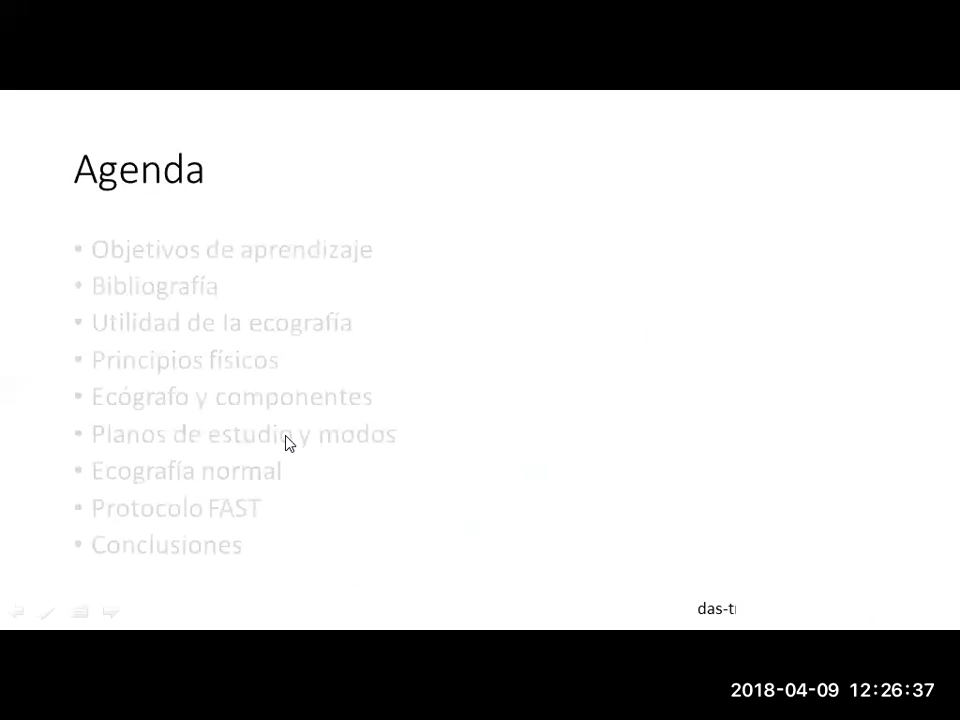 Agenda
• Objetivos de aprendizaje
• Bibliografía
• Utilidad de la ecografía
• Principios físicos
• Ecógrafo y componentes
• Planos de estudio y modos
• Ecografía normal
• Protocolo FAST
• Conclusiones
2018-04-09 12:26:37